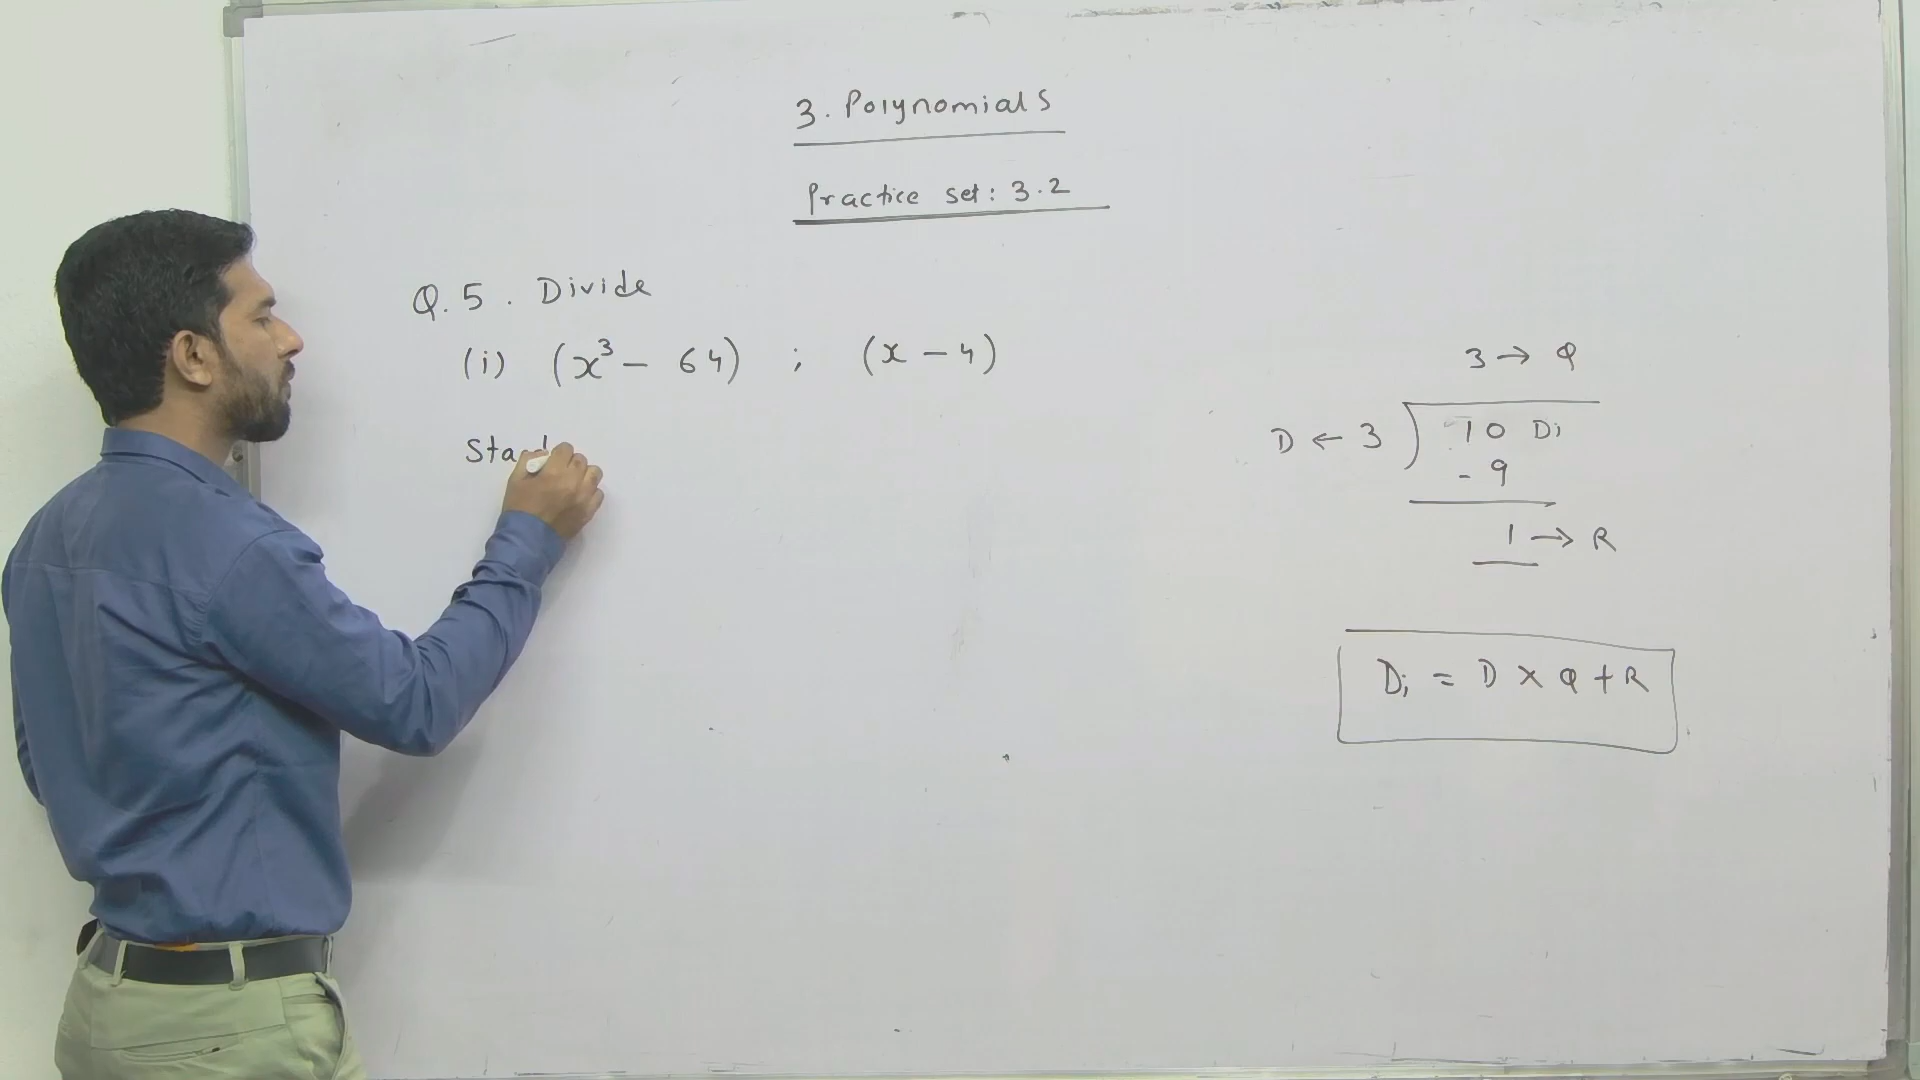 3. Polynomials
Practice set: 3.2
Q. 5. Divide
(i) (x³ - 64) ; (x - 4)
3 → Q
D ← 3 ) 10 Di
- 9
1 → R
Di = D × Q + R